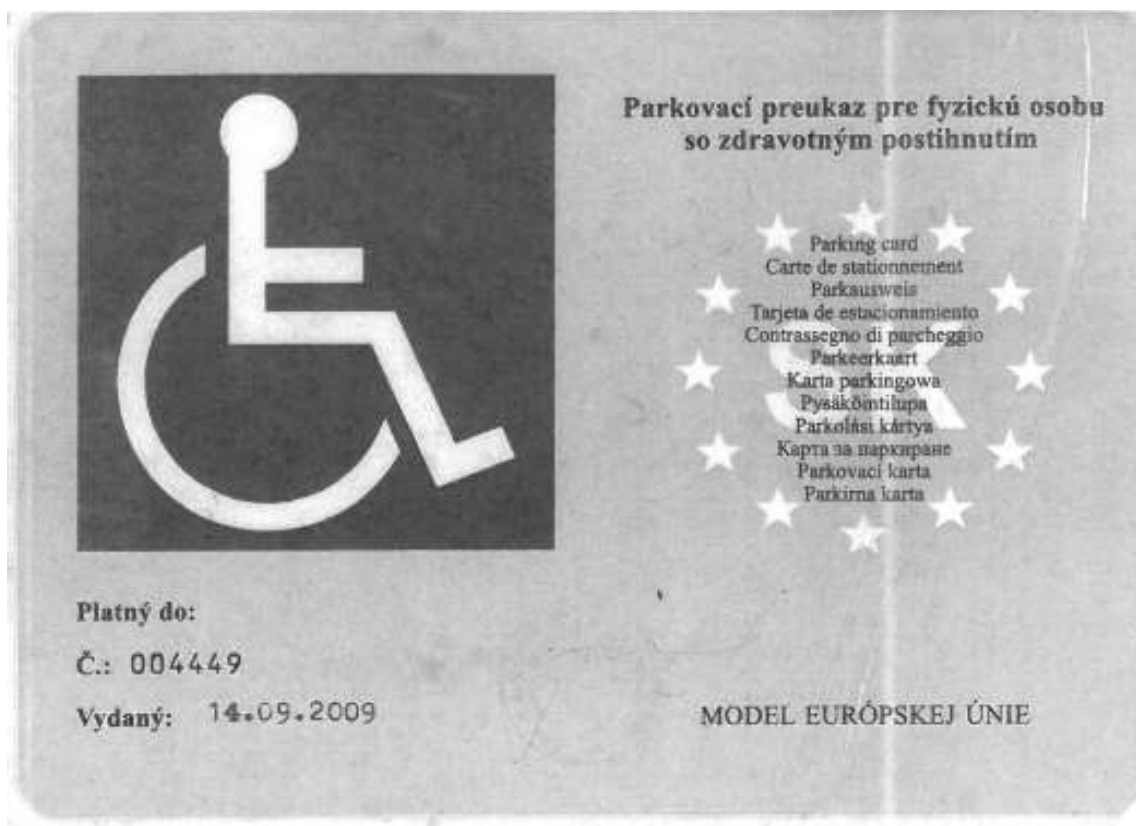 Parkovací preukaz pre fyzickú osobu
so zdravotným postihnutím
SK
Parking card
Carte de stationnement
Parkausweis
Tarjeta de estacionamiento
Contrassegno di parcheggio
Parkeerkaart
Karta parkingowa
Pysäköintilupa
Parkolási kártya
Карта за паркиране
Parkovací karta
Parkirna karta
Platný do:
Č.: 004449
Vydaný: 14.09.2009
MODEL EURÓPSKEJ ÚNIE